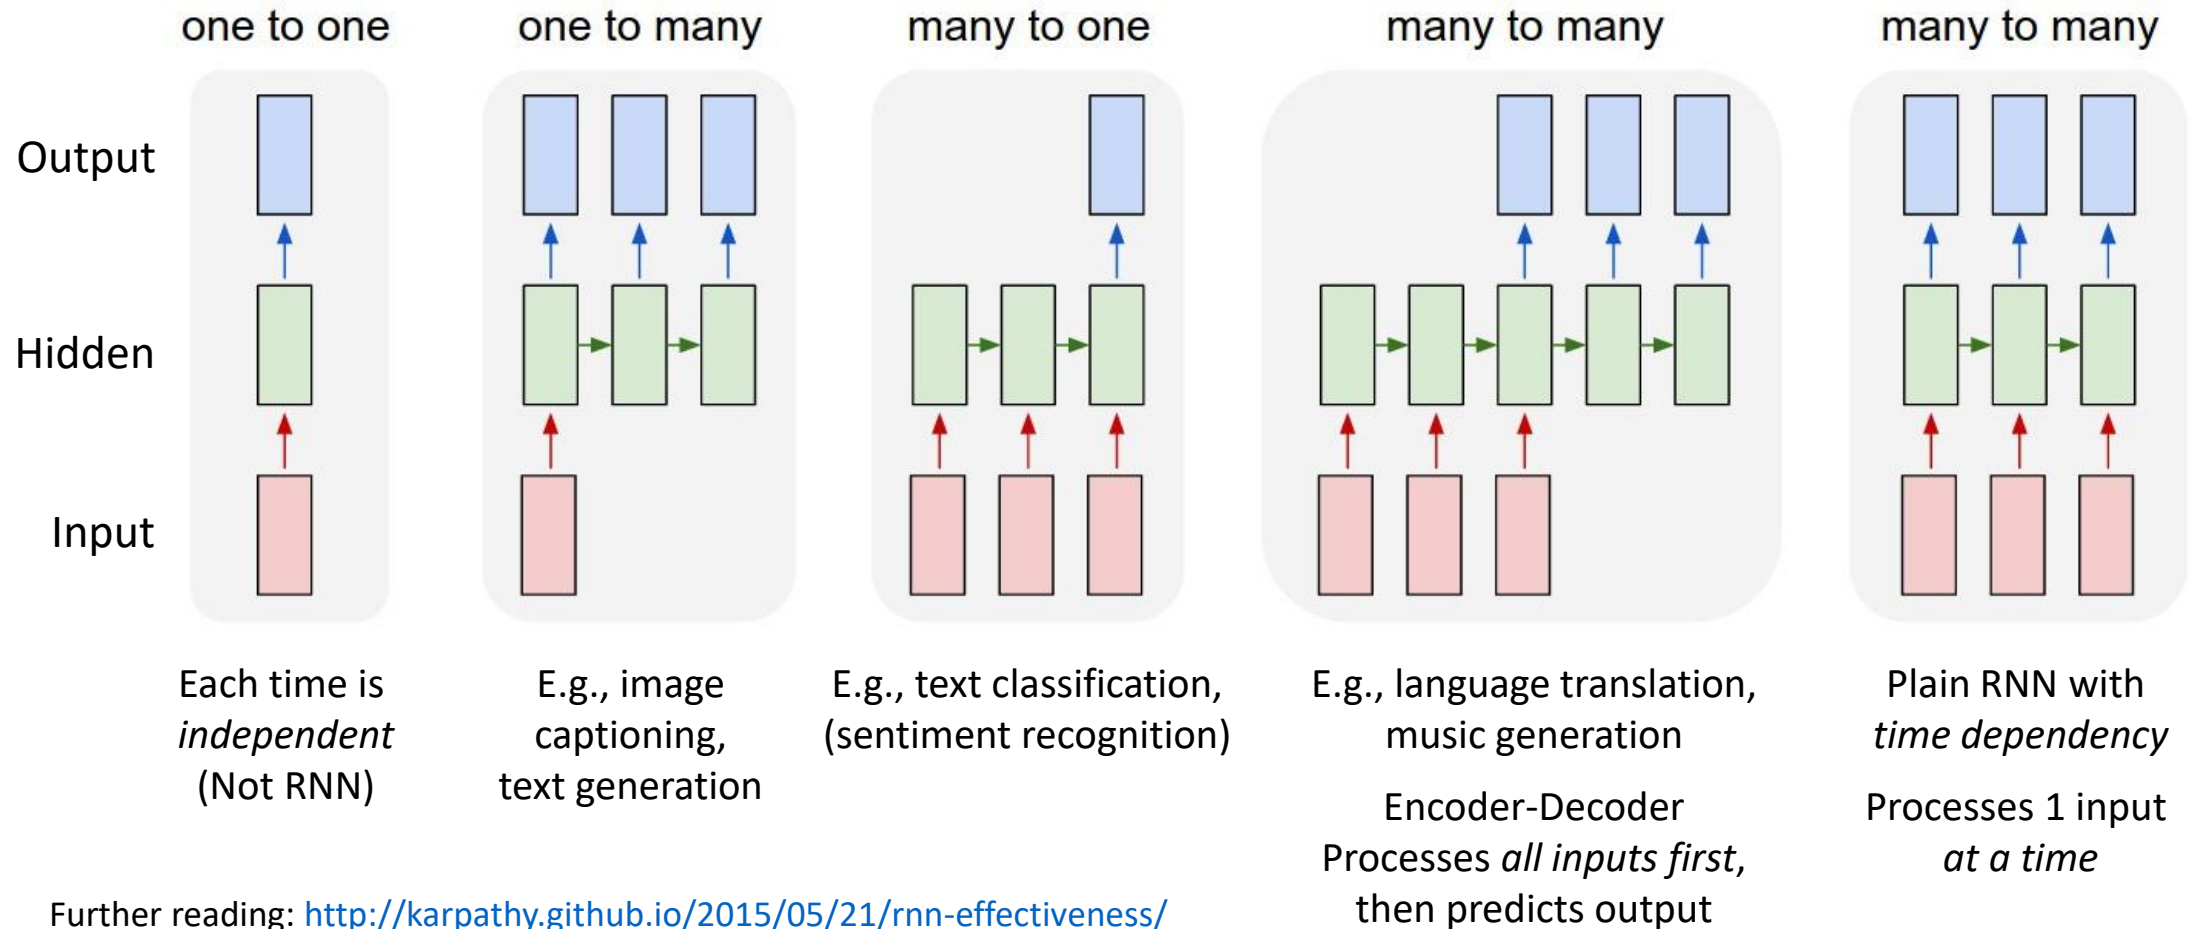 one to one
one to many
many to one
many to many
many to many
Output
Hidden
Input
Each time is
independent
(Not RNN)
E.g., image
captioning,
text generation
E.g., text classification,
(sentiment recognition)
E.g., language translation,
music generation
Encoder-Decoder
Processes all inputs first,
then predicts output
Plain RNN with
time dependency
Processes 1 input
at a time
Further reading: http://karpathy.github.io/2015/05/21/rnn-effectiveness/